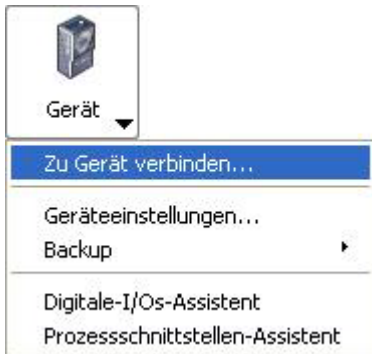 Gerät
Zu Gerät verbinden...
Geräteeinstellungen...
Backup
Digitale-I/Os-Assistent
Prozessschnittstellen-Assistent